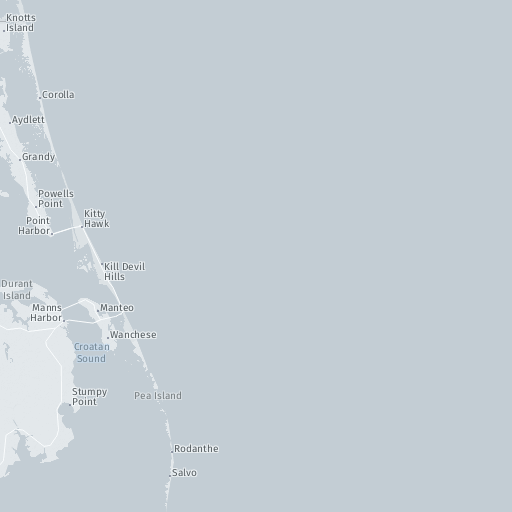 Knotts
Island
Corolla
Aydlett
Grandy
Powells
Point
Point
Harbor
Kitty
Hawk
Kill Devil
Hills
Durant
Island
Manns
Harbor
Manteo
Wanchese
Croatan
Sound
Stumpy
Point
Pea Island
Rodanthe
Salvo